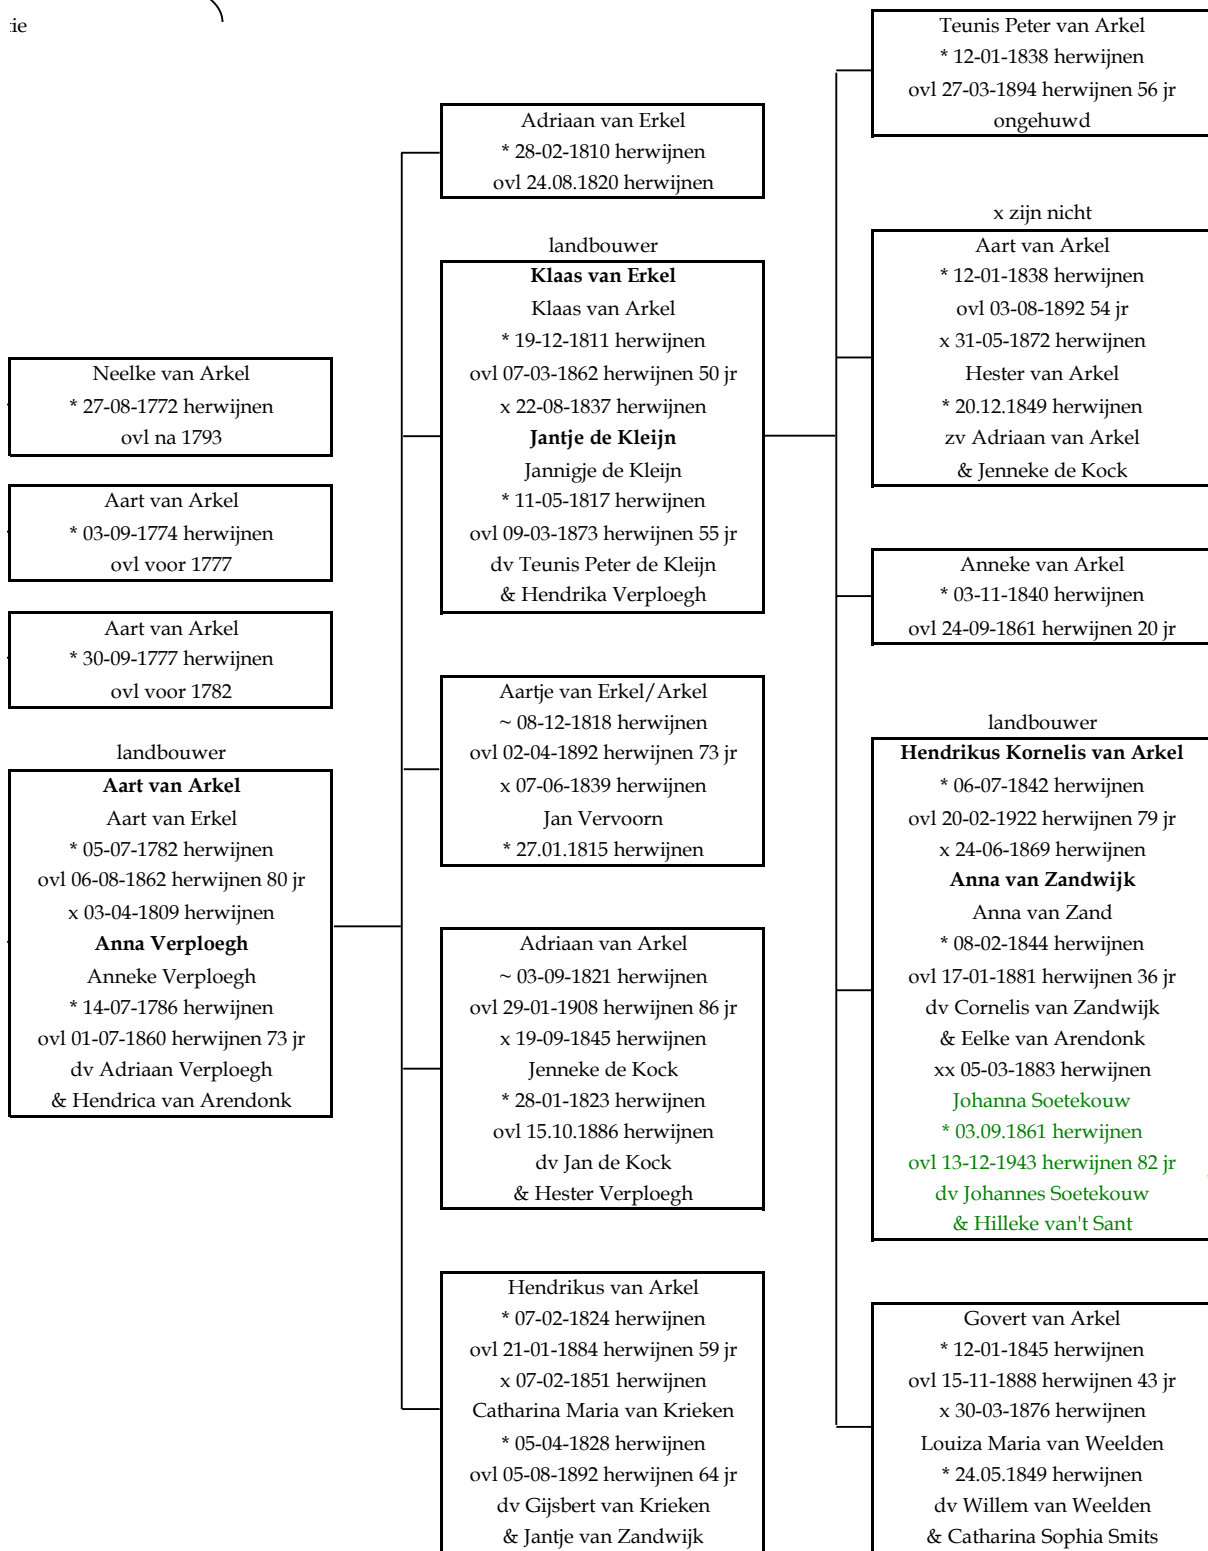 Neelke van Arkel
* 27-08-1772 herwijnen
ovl na 1793
Aart van Arkel
* 03-09-1774 herwijnen
ovl voor 1777
Aart van Arkel
* 30-09-1777 herwijnen
ovl voor 1782
landbouwer
Aart van Arkel
Aart van Erkel
* 05-07-1782 herwijnen
ovl 06-08-1862 herwijnen 80 jr
x 03-04-1809 herwijnen
Anna Verploegh
Anneke Verploegh
* 14-07-1786 herwijnen
ovl 01-07-1860 herwijnen 73 jr
dv Adriaan Verploegh
& Hendrica van Arendonk
Adriaan van Erkel
* 28-02-1810 herwijnen
ovl 24.08.1820 herwijnen
landbouwer
Klaas van Erkel
Klaas van Arkel
* 19-12-1811 herwijnen
ovl 07-03-1862 herwijnen 50 jr
x 22-08-1837 herwijnen
Jantje de Kleijn
Jannigje de Kleijn
* 11-05-1817 herwijnen
ovl 09-03-1873 herwijnen 55 jr
dv Teunis Peter de Kleijn
& Hendrika Verploegh
Aartje van Erkel/Arkel
~ 08-12-1818 herwijnen
ovl 02-04-1892 herwijnen 73 jr
x 07-06-1839 herwijnen
Jan Vervoorn
* 27.01.1815 herwijnen
Adriaan van Arkel
~ 03-09-1821 herwijnen
ovl 29-01-1908 herwijnen 86 jr
x 19-09-1845 herwijnen
Jenneke de Kock
* 28-01-1823 herwijnen
ovl 15.10.1886 herwijnen
dv Jan de Kock
& Hester Verploegh
Hendrikus van Arkel
* 07-02-1824 herwijnen
ovl 21-01-1884 herwijnen 59 jr
x 07-02-1851 herwijnen
Catharina Maria van Krieken
* 05-04-1828 herwijnen
ovl 05-08-1892 herwijnen 64 jr
dv Gijsbert van Krieken
& Jantje van Zandwijk
Teunis Peter van Arkel
* 12-01-1838 herwijnen
ovl 27-03-1894 herwijnen 56 jr
ongehuwd
x zijn nicht
Aart van Arkel
* 12-01-1838 herwijnen
ovl 03-08-1892 54 jr
x 31-05-1872 herwijnen
Hester van Arkel
* 20.12.1849 herwijnen
zv Adriaan van Arkel
& Jenneke de Kock
Anneke van Arkel
* 03-11-1840 herwijnen
ovl 24-09-1861 herwijnen 20 jr
landbouwer
Hendrikus Kornelis van Arkel
* 06-07-1842 herwijnen
ovl 20-02-1922 herwijnen 79 jr
x 24-06-1869 herwijnen
Anna van Zandwijk
Anna van Zand
* 08-02-1844 herwijnen
ovl 17-01-1881 herwijnen 36 jr
dv Cornelis van Zandwijk
& Eelke van Arendonk
xx 05-03-1883 herwijnen
Johanna Soetekouw
* 03.09.1861 herwijnen
ovl 13-12-1943 herwijnen 82 jr
dv Johannes Soetekouw
& Hilleke van't Sant
Govert van Arkel
* 12-01-1845 herwijnen
ovl 15-11-1888 herwijnen 43 jr
x 30-03-1876 herwijnen
Louiza Maria van Weelden
* 24.05.1849 herwijnen
dv Willem van Weelden
& Catharina Sophia Smits